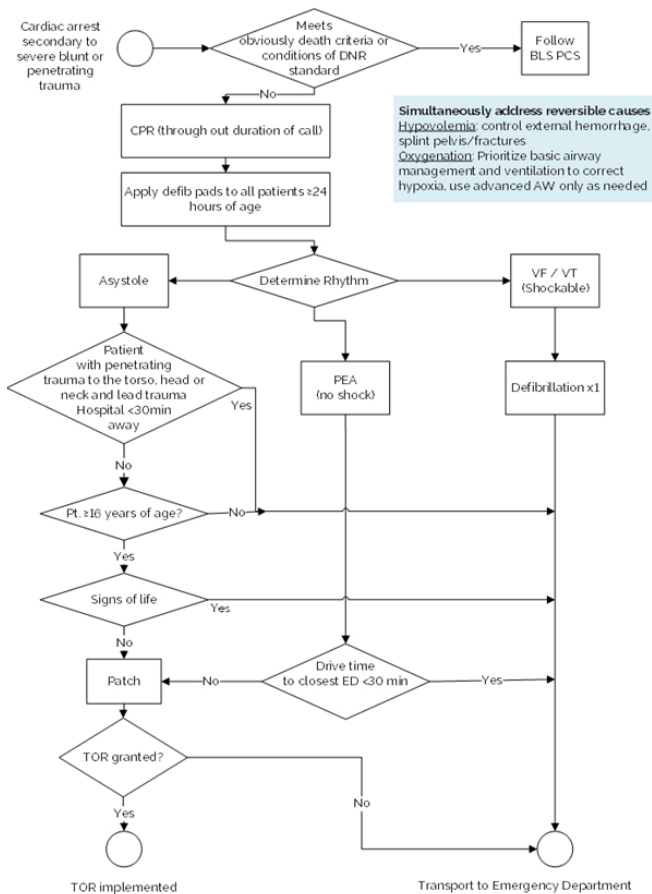 Cardiac arrest
secondary to
severe blunt or
penetrating
trauma
Meets
obviously death criteria or
conditions of DNR
standard
Yes
Follow
BLS PCS
No
CPR (through out duration of call)
Simultaneously address reversible causes
Hypovolemia: control external hemorrhage,
splint pelvis/fractures
Oxygenation: Prioritize basic airway
management and ventilation to correct
hypoxia, use advanced AW only as needed
Apply defib pads to all patients ≥24
hours of age
Asystole
Determine Rhythm
VF / VT
(Shockable)
Patient
with penetrating
trauma to the torso, head or
neck and lead trauma
Hospital <30min
away
Yes
PEA
(no shock)
Defibrillation x1
No
Pt. ≥16 years of age?
No
Yes
Signs of life
Yes
No
Patch
No
Drive time
to closest ED <30 min
Yes
TOR granted?
No
Yes
TOR implemented
Transport to Emergency Department